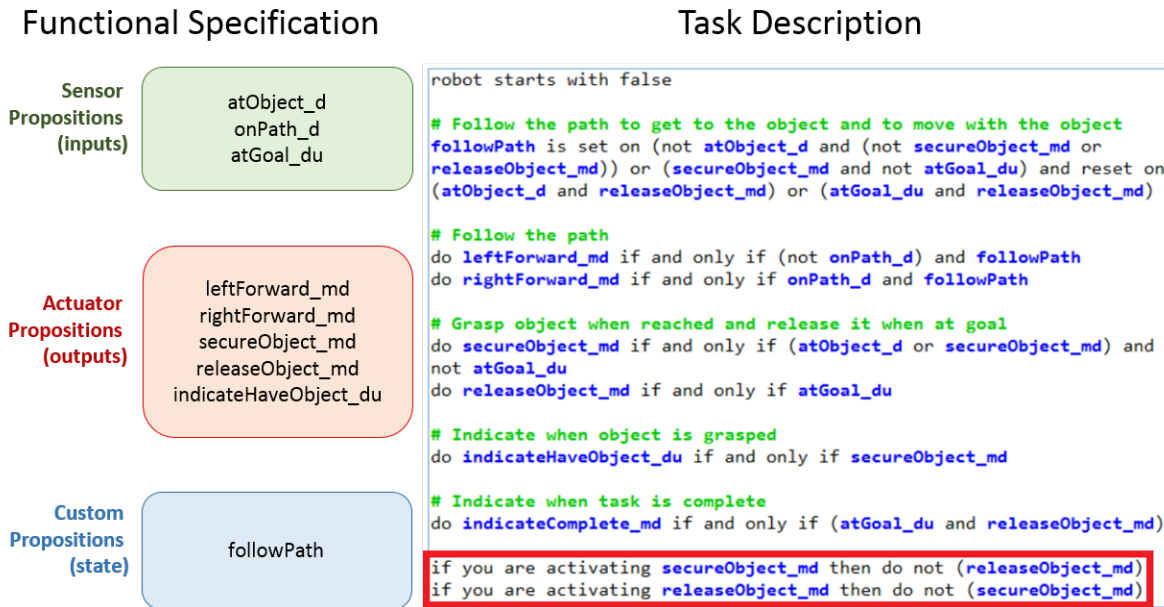 Functional Specification
Task Description
Sensor
Propositions
(inputs)
atObject_d
onPath_d
atGoal_du
Actuator
Propositions
(outputs)
leftForward_md
rightForward_md
secureObject_md
releaseObject_md
indicateHaveObject_du
Custom
Propositions
(state)
followPath
robot starts with false
# Follow the path to get to the object and to move with the object
followPath is set on (not atObject_d and (not secureObject_md or
releaseObject_md)) or (secureObject_md and not atGoal_du) and reset on
(atObject_d and releaseObject_md) or (atGoal_du and releaseObject_md)
# Follow the path
do leftForward_md if and only if (not onPath_d) and followPath
do rightForward_md if and only if onPath_d and followPath
# Grasp object when reached and release it when at goal
do secureObject_md if and only if (atObject_d or secureObject_md) and
not atGoal_du
do releaseObject_md if and only if atGoal_du
# Indicate when object is grasped
do indicateHaveObject_du if and only if secureObject_md
# Indicate when task is complete
do indicateComplete_md if and only if (atGoal_du and releaseObject_md)
if you are activating secureObject_md then do not (releaseObject_md)
if you are activating releaseObject_md then do not (secureObject_md)